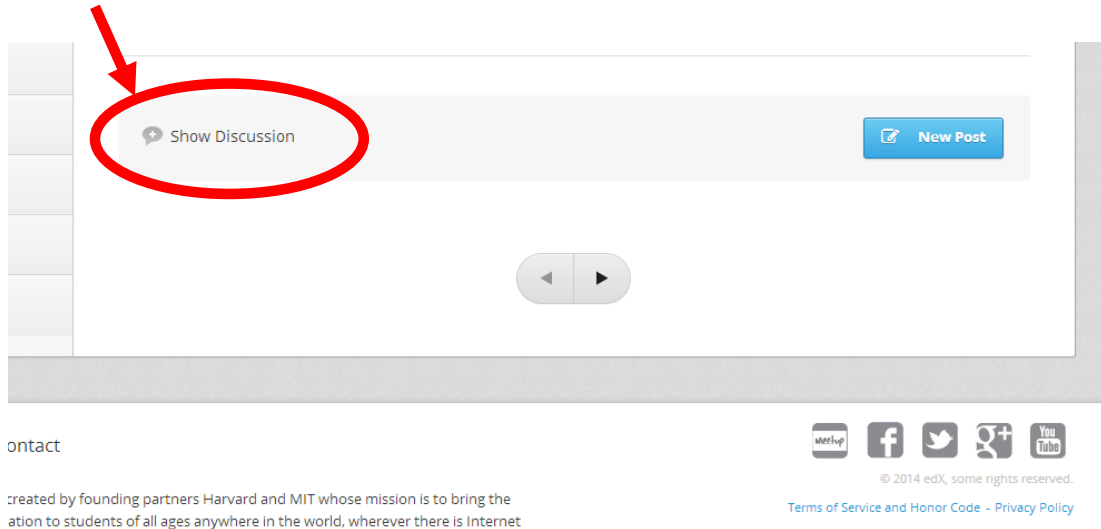 Show Discussion
New Post
ontact
meetup
You
Tube
© 2014 edX, some rights reserved.
created by founding partners Harvard and MIT whose mission is to bring the
Terms of Service and Honor Code - Privacy Policy
ation to students of all ages anywhere in the world, wherever there is Internet